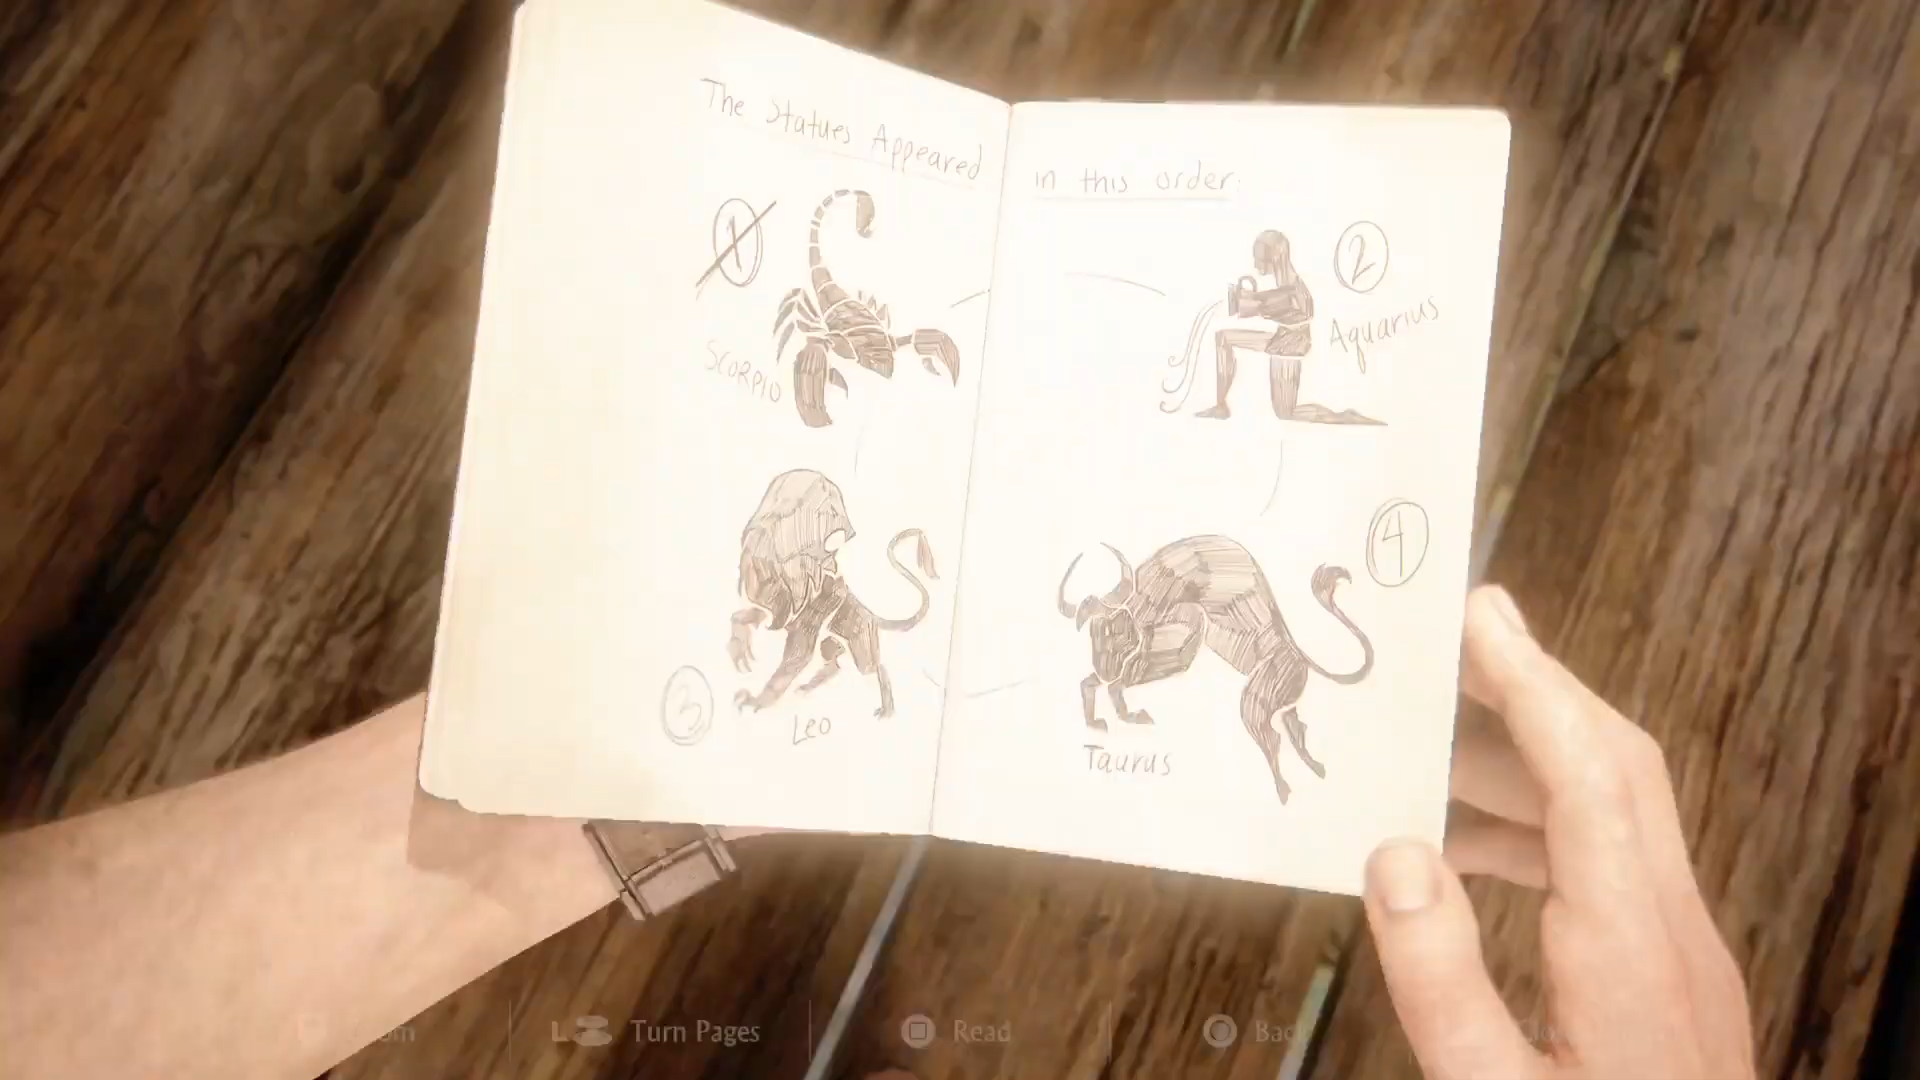 The Statues Appeared in this order:
1
2
Scorpio
Aquarius
3
4
Leo
Taurus
L Turn Pages
Read